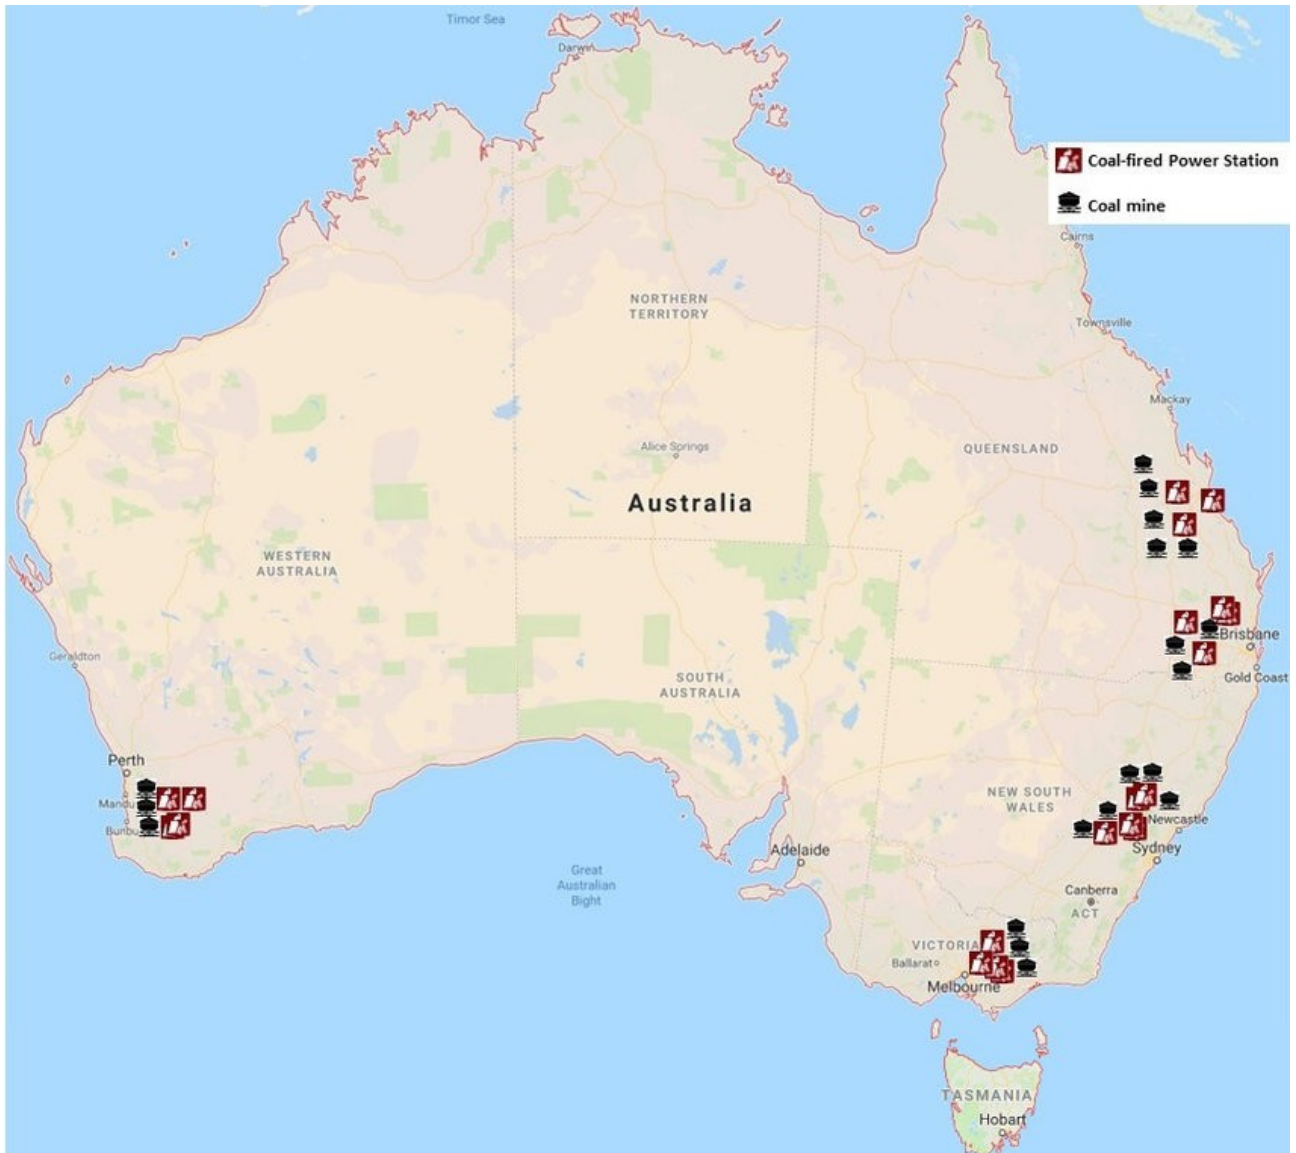 Timor Sea
Darwin
Coal-fired Power Station
Coal mine
Cairns
NORTHERN
TERRITORY
Townsville
Mackay
Alice Springs
QUEENSLAND
Australia
WESTERN
AUSTRALIA
Brisbane
Geraldton
SOUTH
AUSTRALIA
Gold Coast
Perth
NEW SOUTH
WALES
Mandu
Newcastle
Bunbu
Sydney
Adelaide
Great
Australian
Bight
Canberra
ACT
VICTORIA
Ballarat
Melbourne
TASMANIA
Hobart